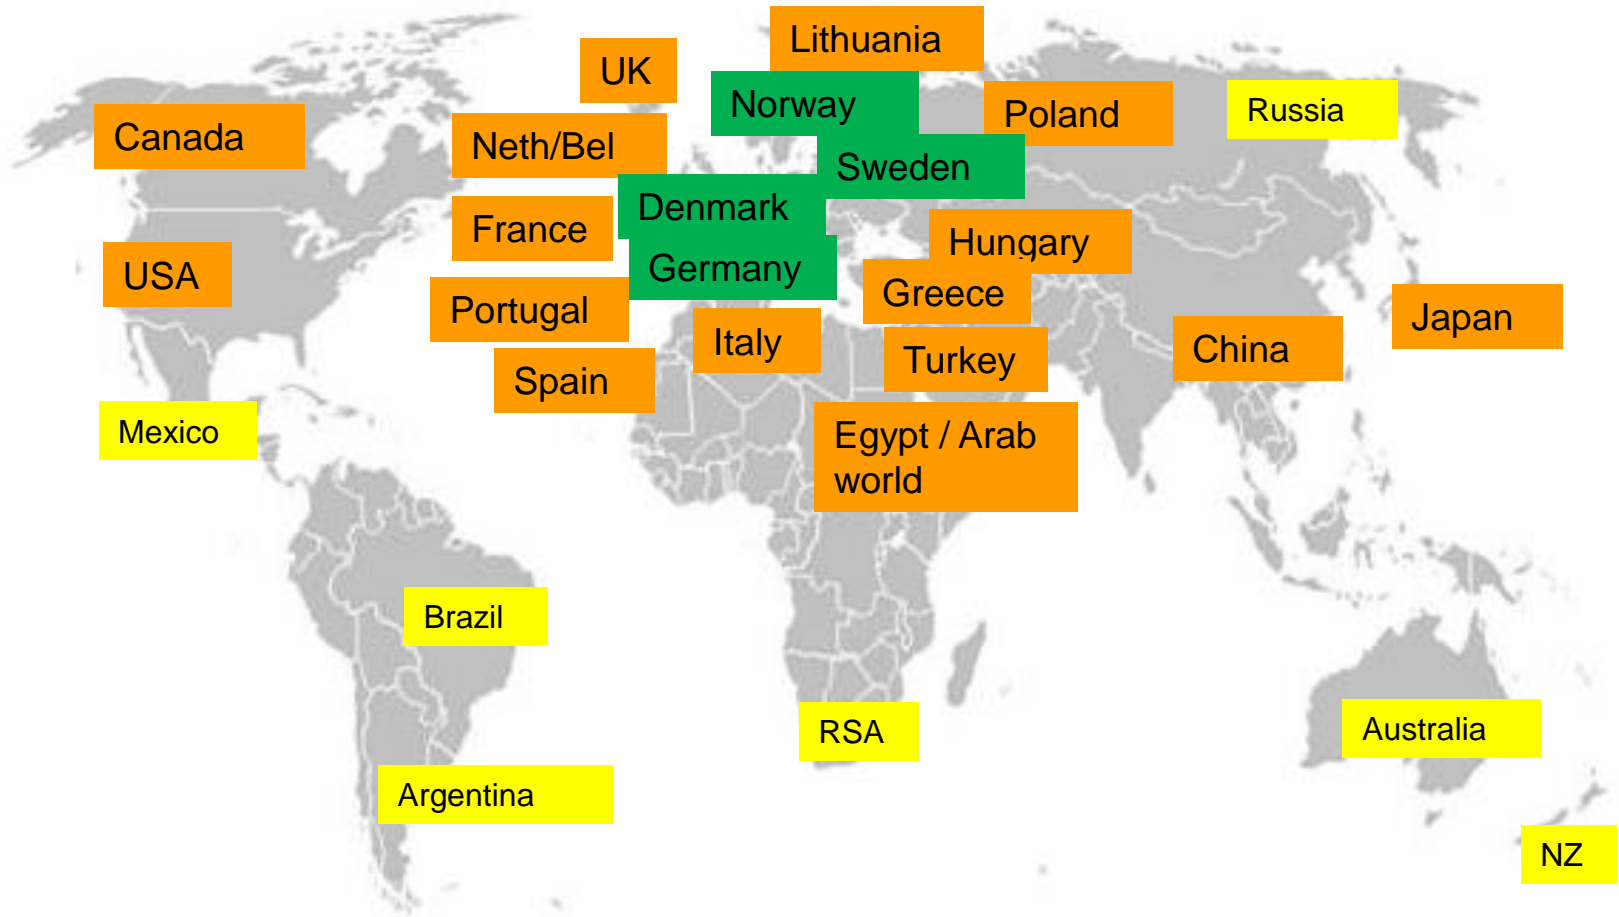 Lithuania
UK
Norway
Poland
Russia
Canada
Neth/Bel
Sweden
Denmark
France
Hungary
USA
Germany
Greece
Portugal
Japan
Italy
China
Turkey
Spain
Mexico
Egypt / Arab
world
Brazil
RSA
Australia
Argentina
NZ